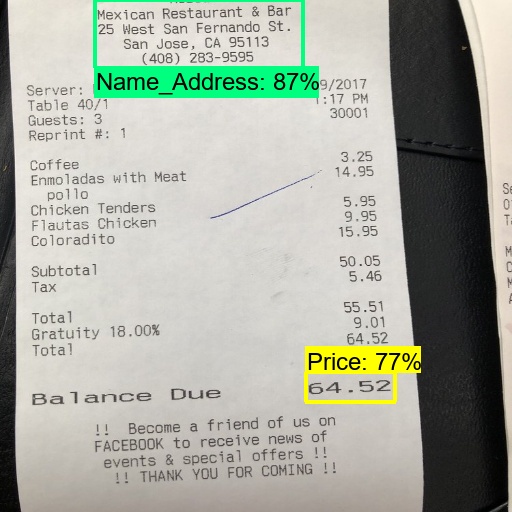 Mexican Restaurant & Bar
25 West San Fernando St.
San Jose, CA 95113
(408) 283-9595
Name_Address: 87%
Server: 9/2017
Table 40/1 1:17 PM
Guests: 3 30001
Reprint #: 1
Coffee 3.25
Enmoladas with Meat 14.95
pollo
Chicken Tenders 5.95
Flautas Chicken 9.95
Coloradito 15.95
Subtotal 50.05
Tax 5.46
Total 55.51
Gratuity 18.00% 9.01
Total 64.52
Price: 77%
Balance Due 64.52
!! Become a friend of us on
FACEBOOK to receive news of
events & special offers !!
!! THANK YOU FOR COMING !!